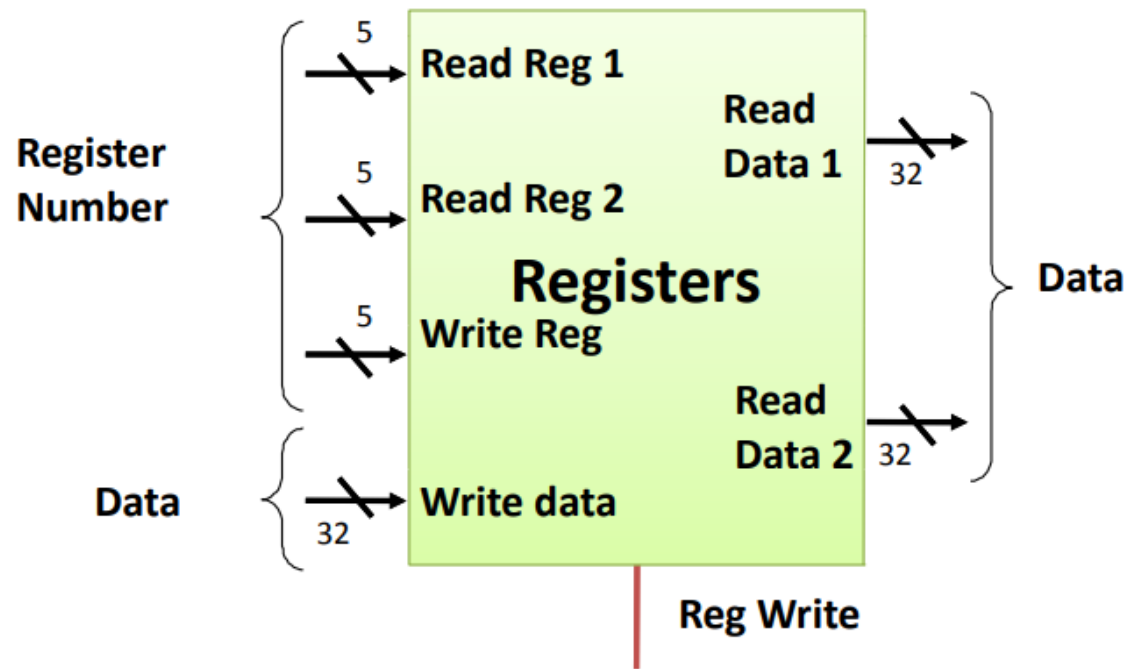 Register
Number
Data
5
Read Reg 1
5
Read Reg 2
5
Write Reg
32
Write data
Registers
Read
Data 1
32
Read
Data 2
32
Data
Reg Write